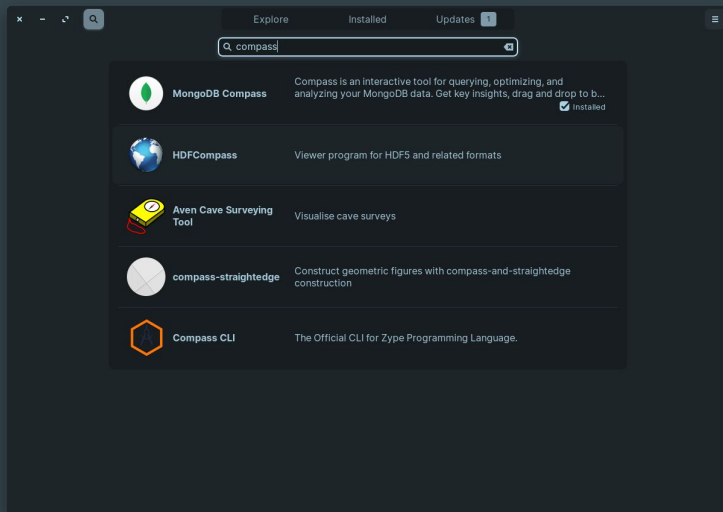 Explore Installed Updates 1
compass
MongoDB Compass
Compass is an interactive tool for querying, optimizing, and
analyzing your MongoDB data. Get key insights, drag and drop to b...
Installed
HDFCompass
Viewer program for HDF5 and related formats
Aven Cave Surveying
Tool
Visualise cave surveys
compass-straightedge
Construct geometric figures with compass-and-straightedge
construction
Compass CLI
The Official CLI for Zype Programming Language.